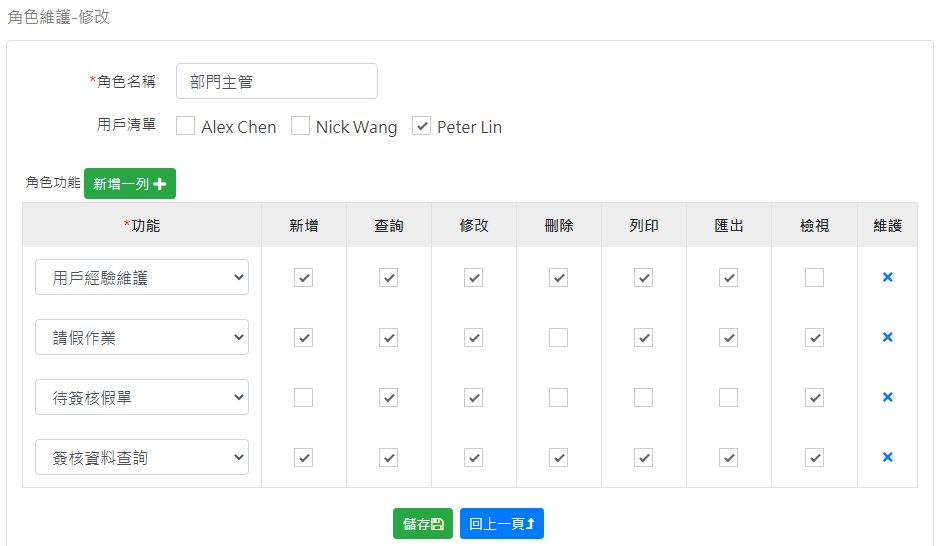 角色維護-修改
*角色名稱 部門主管
用戶清單 Alex Chen Nick Wang Peter Lin
角色功能 新增一列
*功能 新增 查詢 修改 刪除 列印 匯出 檢視 維護
用戶經驗維護
請假作業
待簽核假單
簽核資料查詢
儲存 回上一頁